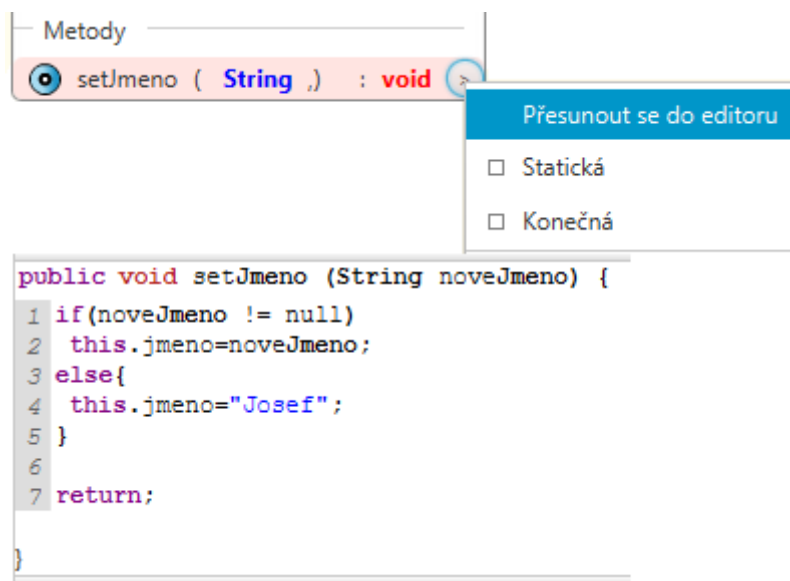 Metody
setJmeno ( String ,) : void >
Přesunout se do editoru
Statická
Konečná
public void setJmeno (String noveJmeno) {
1 if(noveJmeno != null)
2 this.jmeno=noveJmeno;
3 else{
4 this.jmeno="Josef";
5 }
6
7 return;
}